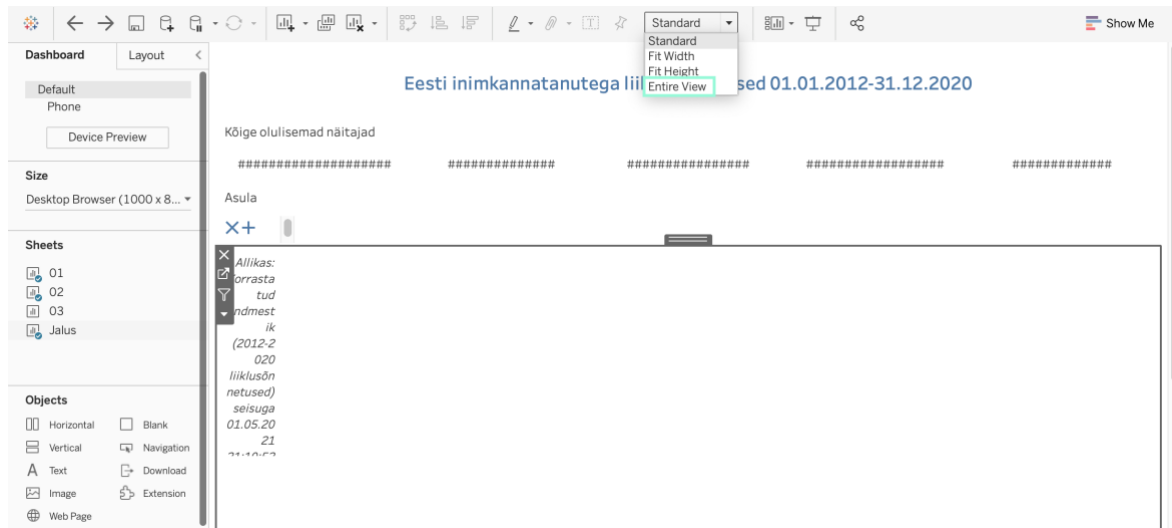 Standard
Show Me
Dashboard
Layout
Standard
Fit Width
Fit Height
Entire View
Default
Phone
Device Preview
Size
Desktop Browser (1000 x 8...
Sheets
01
02
03
Jalus
Objects
Horizontal
Blank
Vertical
Navigation
A Text
Download
Image
Extension
Web Page
Eesti inimkannatanutega lii sed 01.01.2012-31.12.2020
Kõige olulisemad näitajad
#################### ############## ################ ################## #############
Asula
Allikas:
orrasta
tud
ndmest
ik
(2012-2
020
liiklusõn
netused)
seisuga
01.05.20
21